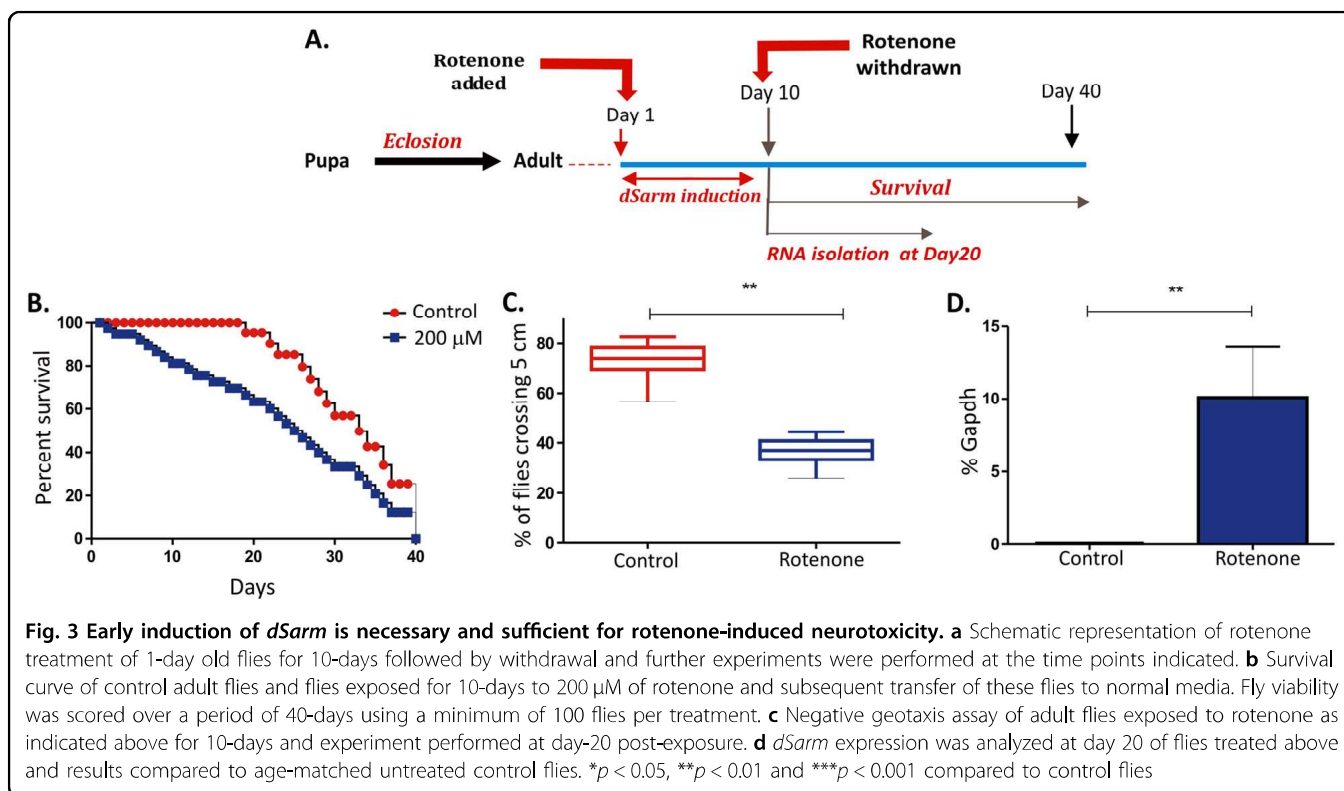 A.
Rotenone
added
Rotenone
withdrawn
Day 1
Day 10
Day 40
Pupa
Eclosion
Adult
dSarm induction
Survival
RNA isolation at Day20
B.
Control
200 μM
100
80
60
40
20
0
Percent survival
0 10 20 30 40
Days
C.
**
80
60
40
20
0
% of flies crossing 5 cm
Control Rotenone
D.
**
15
10
5
0
% Gapdh
Control Rotenone
Fig. 3 Early induction of dSarm is necessary and sufficient for rotenone-induced neurotoxicity. a Schematic representation of rotenone
treatment of 1-day old flies for 10-days followed by withdrawal and further experiments were performed at the time points indicated. b Survival
curve of control adult flies and flies exposed for 10-days to 200 μM of rotenone and subsequent transfer of these flies to normal media. Fly viability
was scored over a period of 40-days using a minimum of 100 flies per treatment. c Negative geotaxis assay of adult flies exposed to rotenone as
indicated above for 10-days and experiment performed at day-20 post-exposure. d dSarm expression was analyzed at day 20 of flies treated above
and results compared to age-matched untreated control flies. *p < 0.05, **p < 0.01 and ***p < 0.001 compared to control flies